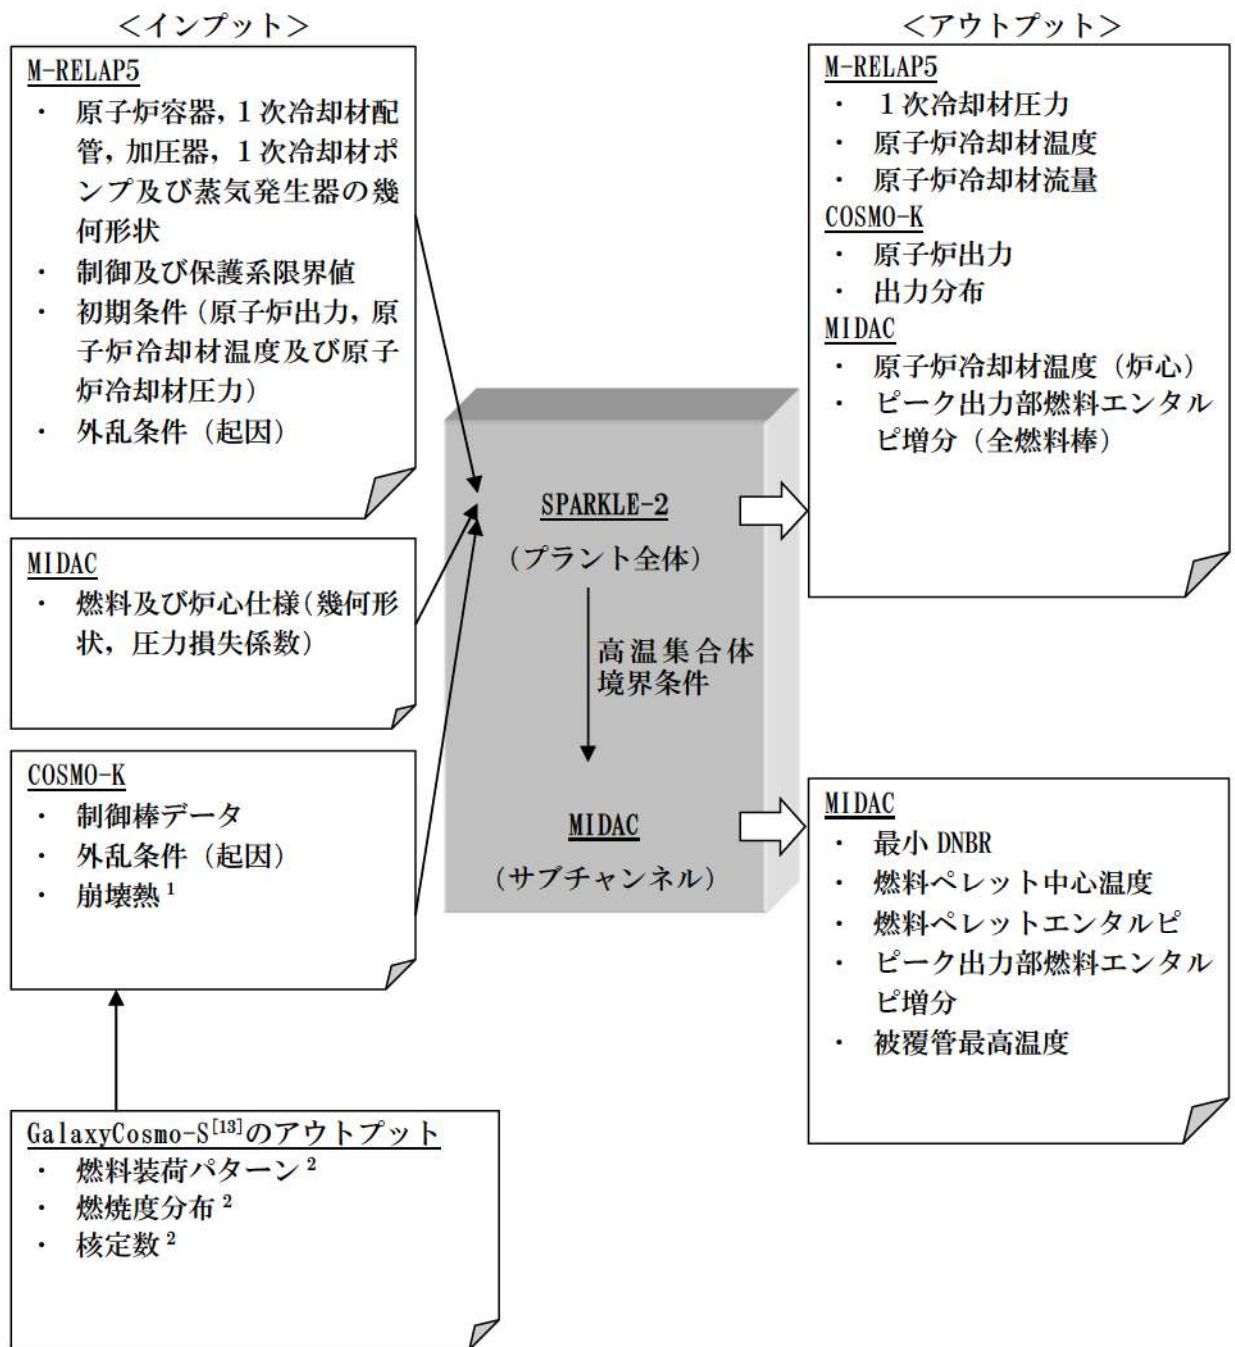 ＜インプット＞
M-RELAP5
・ 原子炉容器，１次冷却材配
管，加圧器，１次冷却材ポ
ンプ及び蒸気発生器の幾
何形状
・ 制御及び保護系限界値
・ 初期条件（原子炉出力，原
子炉冷却材温度及び原子
炉冷却材圧力）
・ 外乱条件（起因）
MIDAC
・ 燃料及び炉心仕様（幾何形
状，圧力損失係数）
COSMO-K
・ 制御棒データ
・ 外乱条件（起因）
・ 崩壊熱 1
GalaxyCosmo-S[13]のアウトプット
・ 燃料装荷パターン 2
・ 燃焼度分布 2
・ 核定数 2
SPARKLE-2
（プラント全体）
高温集合体
境界条件
MIDAC
（サブチャンネル）
＜アウトプット＞
M-RELAP5
・ １次冷却材圧力
・ 原子炉冷却材温度
・ 原子炉冷却材流量
COSMO-K
・ 原子炉出力
・ 出力分布
MIDAC
・ 原子炉冷却材温度（炉心）
・ ピーク出力部燃料エンタル
ピ増分（全燃料棒）
MIDAC
・ 最小 DNBR
・ 燃料ペレット中心温度
・ 燃料ペレットエンタルピ
・ ピーク出力部燃料エンタル
ピ増分
・ 被覆管最高温度